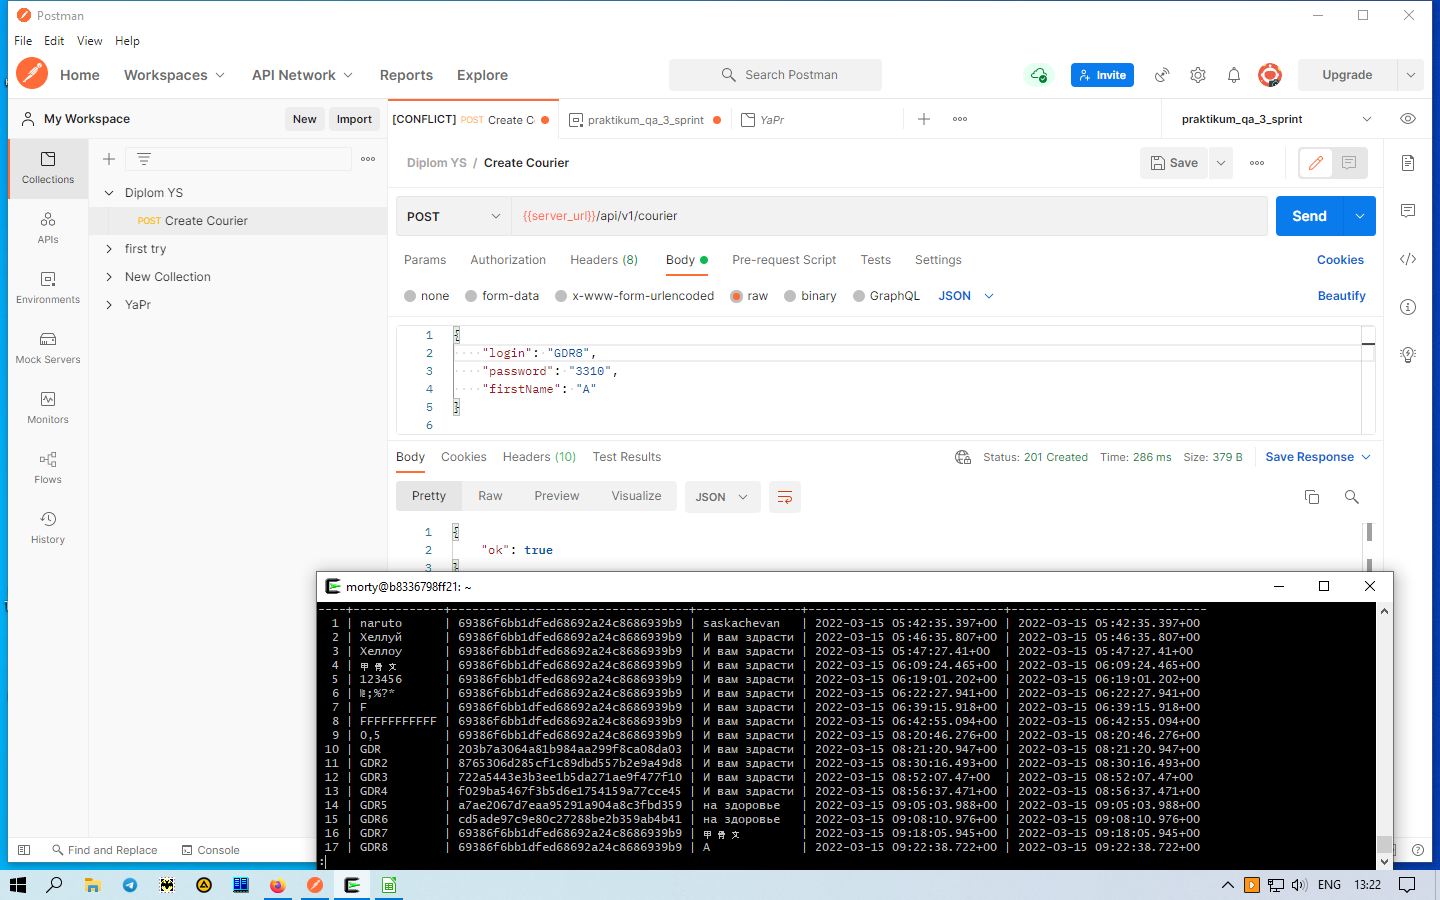 Postman
File Edit View Help
Home Workspaces API Network Reports Explore Search Postman Invite Upgrade
My Workspace New Import [CONFLICT] POST Create C praktikum_qa_3_sprint YaPr praktikum_qa_3_sprint
Collections
APIs
Environments
Mock Servers
Monitors
Flows
History
Diplom YS
POST Create Courier
first try
New Collection
YaPr
Diplom YS / Create Courier Save
POST {{server_url}}/api/v1/courier Send
Params Authorization Headers (8) Body Pre-request Script Tests Settings Cookies
none form-data x-www-form-urlencoded raw binary GraphQL JSON Beautify
1 {
2 "login": "GDR8",
3 "password": "3310",
4 "firstName": "A"
5 }
6
Body Cookies Headers (10) Test Results Status: 201 Created Time: 286 ms Size: 379 B Save Response
Pretty Raw Preview Visualize JSON
1 {
2 "ok": true
3 }
morty@b8336798ff21: ~
----+-------------+----------------------------------+---------------+----------------------------+----------------------------
1 | naruto | 69386f6bb1dfed68692a24c8686939b9 | saskachevan | 2022-03-15 05:42:35.397+00 | 2022-03-15 05:42:35.397+00
2 | Хеллуй | 69386f6bb1dfed68692a24c8686939b9 | И вам здрасти | 2022-03-15 05:46:35.807+00 | 2022-03-15 05:46:35.807+00
3 | Хеллоу | 69386f6bb1dfed68692a24c8686939b9 | И вам здрасти | 2022-03-15 05:47:27.41+00 | 2022-03-15 05:47:27.41+00
4 | 甲骨文 | 69386f6bb1dfed68692a24c8686939b9 | И вам здрасти | 2022-03-15 06:09:24.465+00 | 2022-03-15 06:09:24.465+00
5 | 123456 | 69386f6bb1dfed68692a24c8686939b9 | И вам здрасти | 2022-03-15 06:19:01.202+00 | 2022-03-15 06:19:01.202+00
6 | №;%?* | 69386f6bb1dfed68692a24c8686939b9 | И вам здрасти | 2022-03-15 06:22:27.941+00 | 2022-03-15 06:22:27.941+00
7 | F | 69386f6bb1dfed68692a24c8686939b9 | И вам здрасти | 2022-03-15 06:39:15.918+00 | 2022-03-15 06:39:15.918+00
8 | FFFFFFFFFFF | 69386f6bb1dfed68692a24c8686939b9 | И вам здрасти | 2022-03-15 06:42:55.094+00 | 2022-03-15 06:42:55.094+00
9 | 0,5 | 69386f6bb1dfed68692a24c8686939b9 | И вам здрасти | 2022-03-15 08:20:46.276+00 | 2022-03-15 08:20:46.276+00
10 | GDR | 203b7a3064a81b984aa299f8ca08da03 | И вам здрасти | 2022-03-15 08:21:20.947+00 | 2022-03-15 08:21:20.947+00
11 | GDR2 | 8765306d285cf1c89dbd557b2e9a49d8 | И вам здрасти | 2022-03-15 08:30:16.493+00 | 2022-03-15 08:30:16.493+00
12 | GDR3 | 722a5443e3b3ee1b5da271ae9f477f10 | И вам здрасти | 2022-03-15 08:52:07.47+00 | 2022-03-15 08:52:07.47+00
13 | GDR4 | f029ba5467f3b5d6e1754159a77cce45 | И вам здрасти | 2022-03-15 08:56:37.471+00 | 2022-03-15 08:56:37.471+00
14 | GDR5 | a7ae2067d7eaa95291a904a8c3fbd359 | на здоровье | 2022-03-15 09:05:03.988+00 | 2022-03-15 09:05:03.988+00
15 | GDR6 | cd5ade97c9e80c27288be2b359ab4b41 | на здоровье | 2022-03-15 09:08:10.976+00 | 2022-03-15 09:08:10.976+00
16 | GDR7 | 69386f6bb1dfed68692a24c8686939b9 | 甲骨文 | 2022-03-15 09:18:05.945+00 | 2022-03-15 09:18:05.945+00
17 | GDR8 | 69386f6bb1dfed68692a24c8686939b9 | A | 2022-03-15 09:22:38.722+00 | 2022-03-15 09:22:38.722+00
:
Find and Replace Console
ENG 13:22